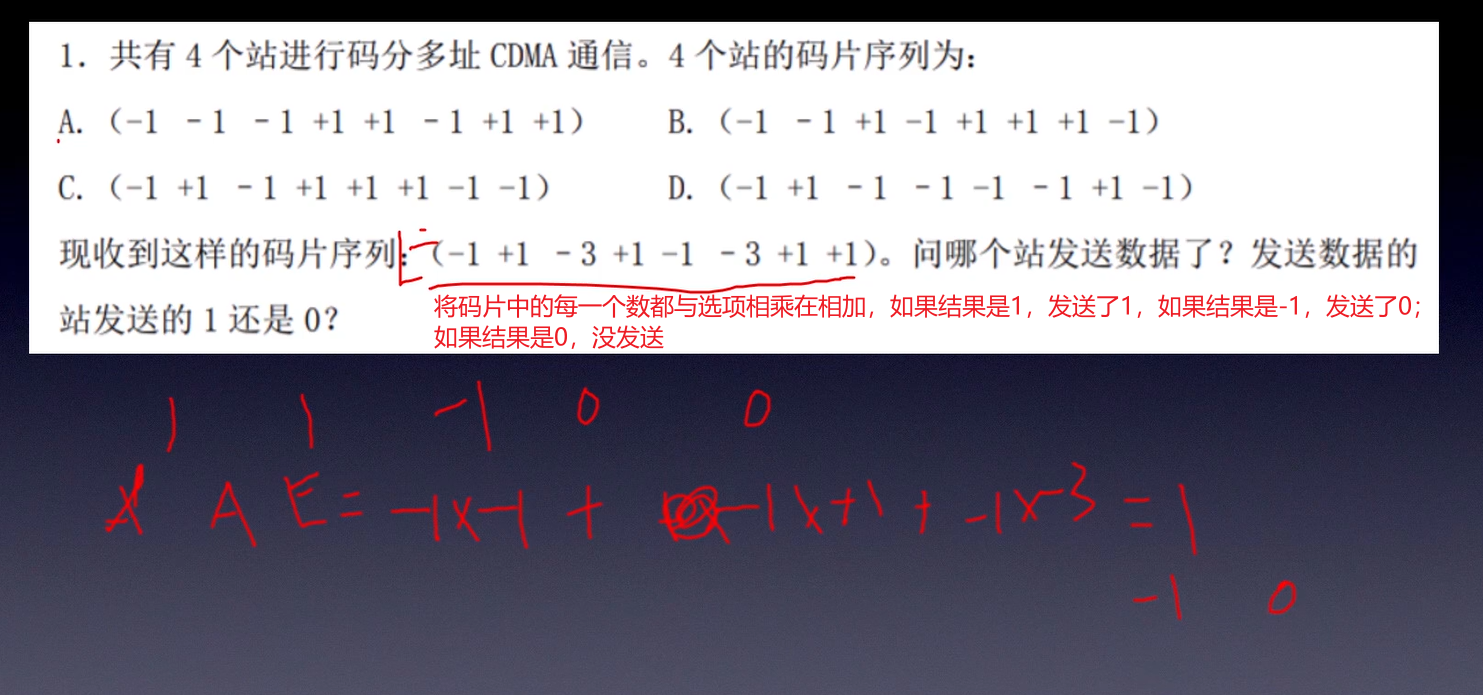 1. 共有 4 个站进行码分多址 CDMA 通信。4 个站的码片序列为：
A. （-1 -1 -1 +1 +1 -1 +1 +1） B. （-1 -1 +1 -1 +1 +1 +1 -1）
C. （-1 +1 -1 +1 +1 +1 -1 -1） D. （-1 +1 -1 -1 -1 -1 +1 -1）
现收到这样的码片序列：（-1 +1 -3 +1 -1 -3 +1 +1）。问哪个站发送数据了？发送数据的
站发送的 1 还是 0？
将码片中的每一个数都与选项相乘在相加，如果结果是1，发送了1，如果结果是-1，发送了0；
如果结果是0，没发送
1 1 -1 0 0
A E = -1x-1 + -1x+1 + -1x-3 = 1
-1 0